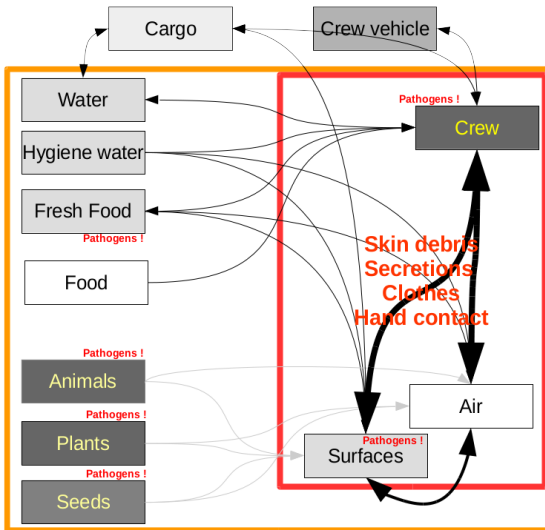 Cargo
Crew vehicle
Water
Pathogens !
Crew
Hygiene water
Fresh Food
Pathogens !
Skin debris
Secretions
Clothes
Hand contact
Food
Pathogens !
Animals
Air
Pathogens !
Plants
Pathogens !
Surfaces
Pathogens !
Seeds